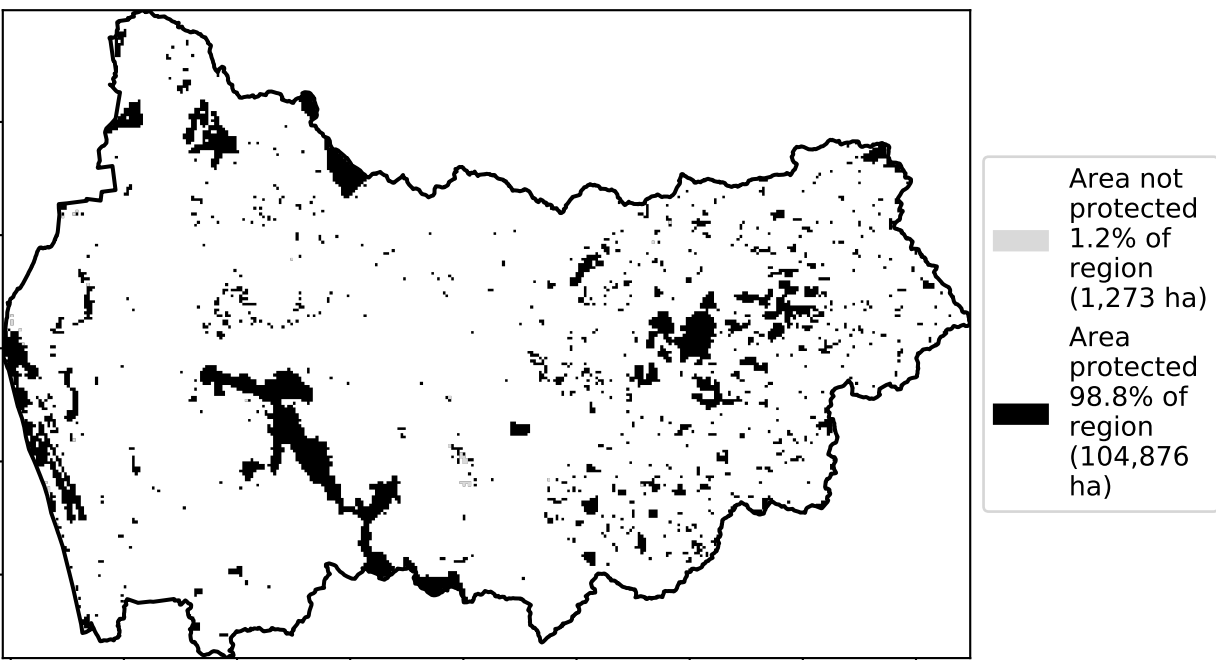 Area not
protected
1.2% of
region
(1,273 ha)
Area
protected
98.8% of
region
(104,876
ha)